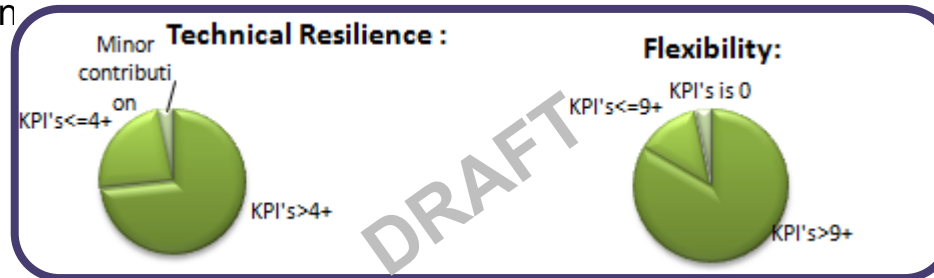 n
Technical Resilience :
Minor
contributi
on
KPI's<=4+
KPI's>4+
Flexibility:
KPI's is 0
KPI's<=9+
KPI's>9+
DRAFT